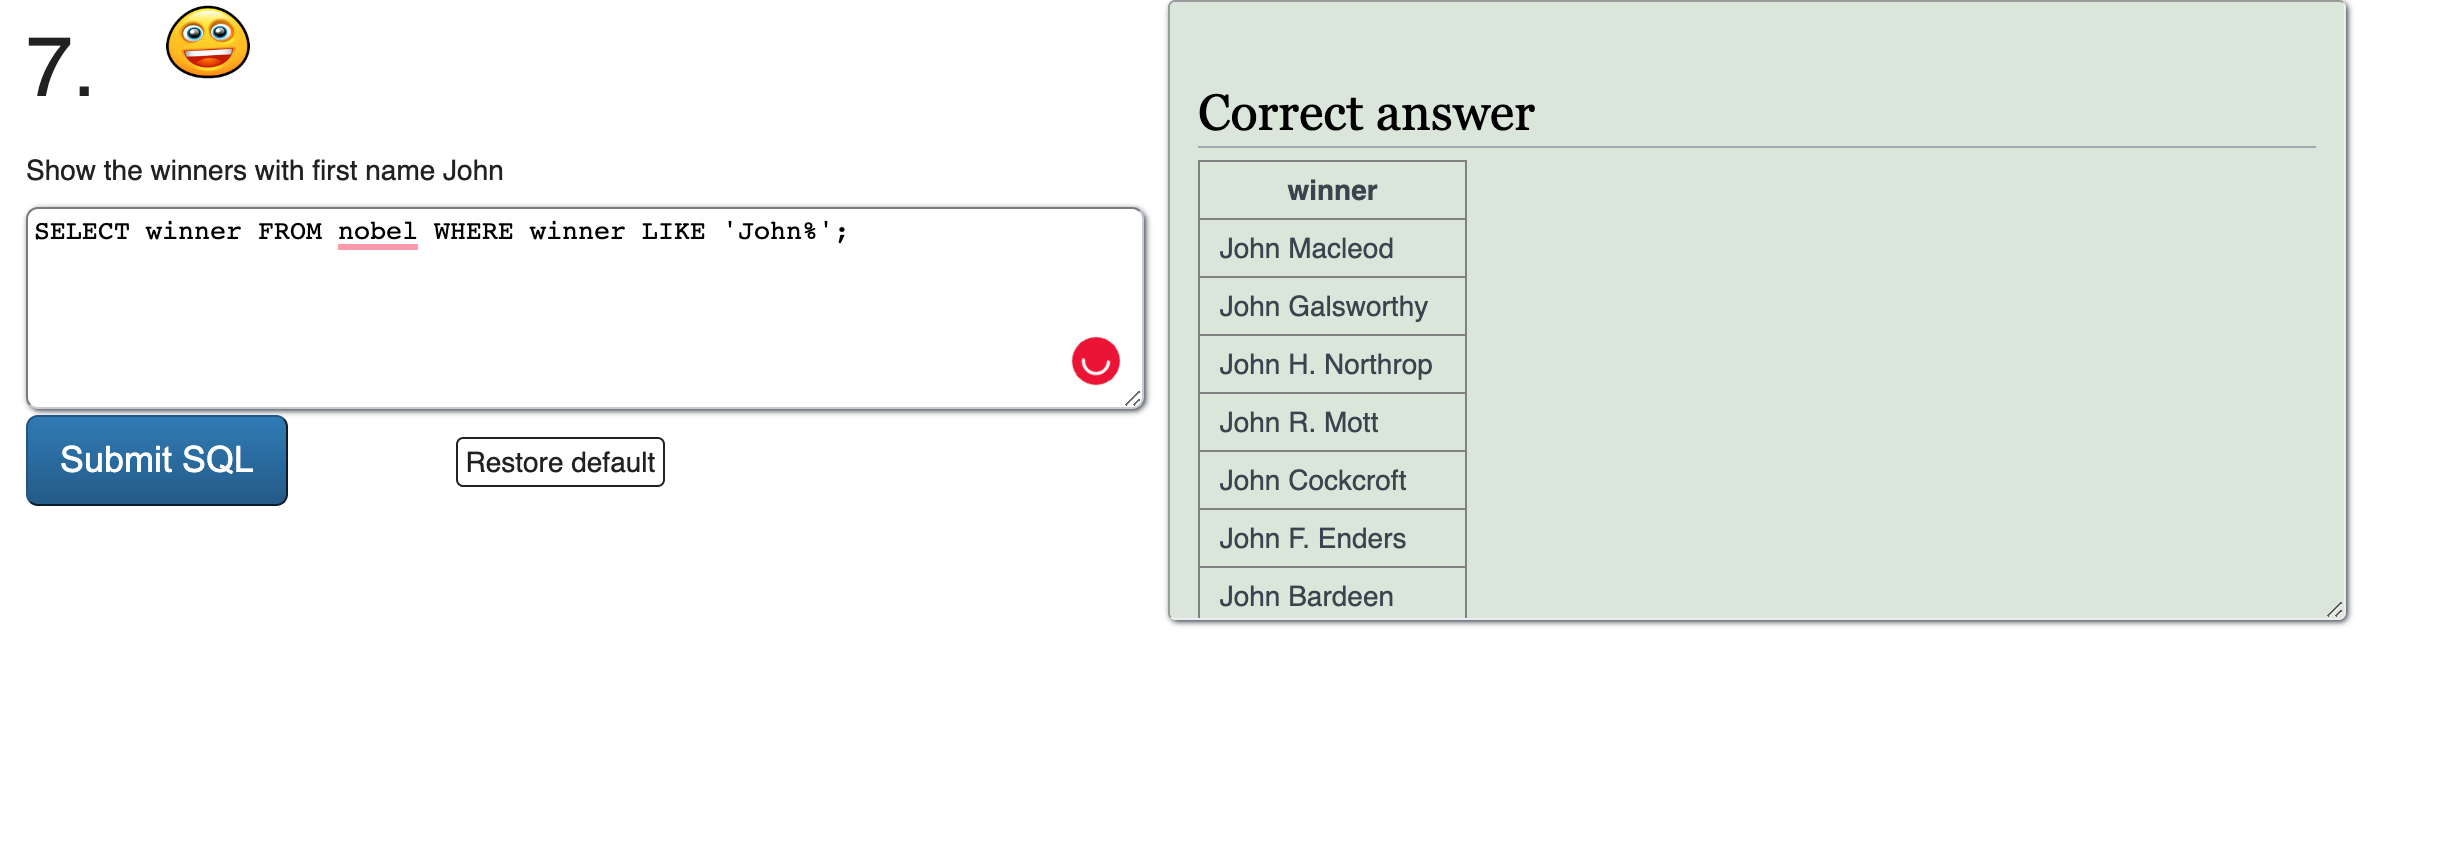 7.
Show the winners with first name John
SELECT winner FROM nobel WHERE winner LIKE 'John%';
Submit SQL
Restore default
Correct answer
winner
John Macleod
John Galsworthy
John H. Northrop
John R. Mott
John Cockcroft
John F. Enders
John Bardeen